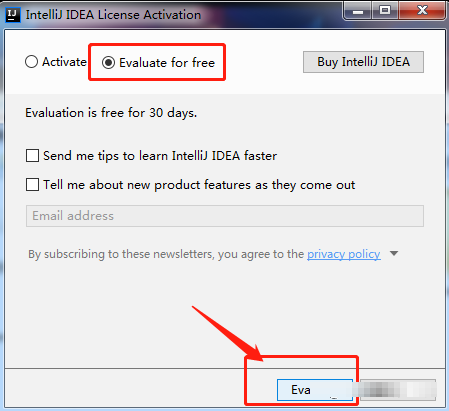 IntelliJ IDEA License Activation
Activate Evaluate for free Buy IntelliJ IDEA
Evaluation is free for 30 days.
Send me tips to learn IntelliJ IDEA faster
Tell me about new product features as they come out
Email address
By subscribing to these newsletters, you agree to the privacy policy
Eva